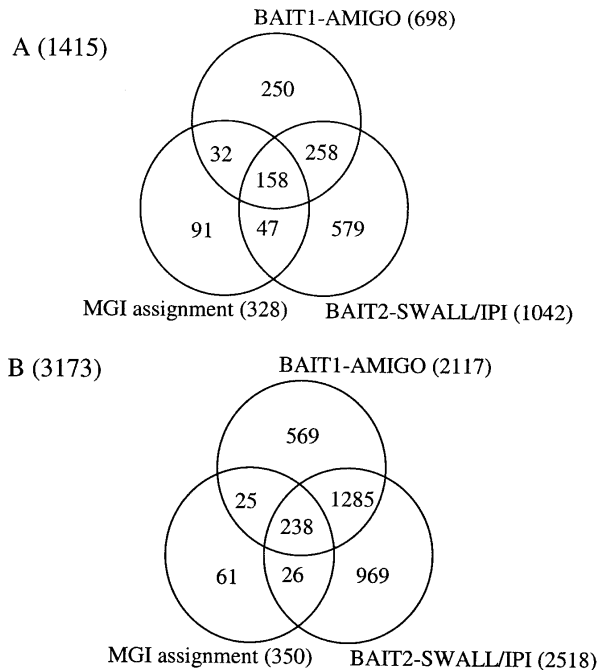 BAIT1-AMIGO (698)
A (1415)
250
32
258
158
91
47
579
MGI assignment (328)
BAIT2-SWALL/IPI (1042)
BAIT1-AMIGO (2117)
B (3173)
569
25
1285
238
61
26
969
MGI assignment (350)
BAIT2-SWALL/IPI (2518)